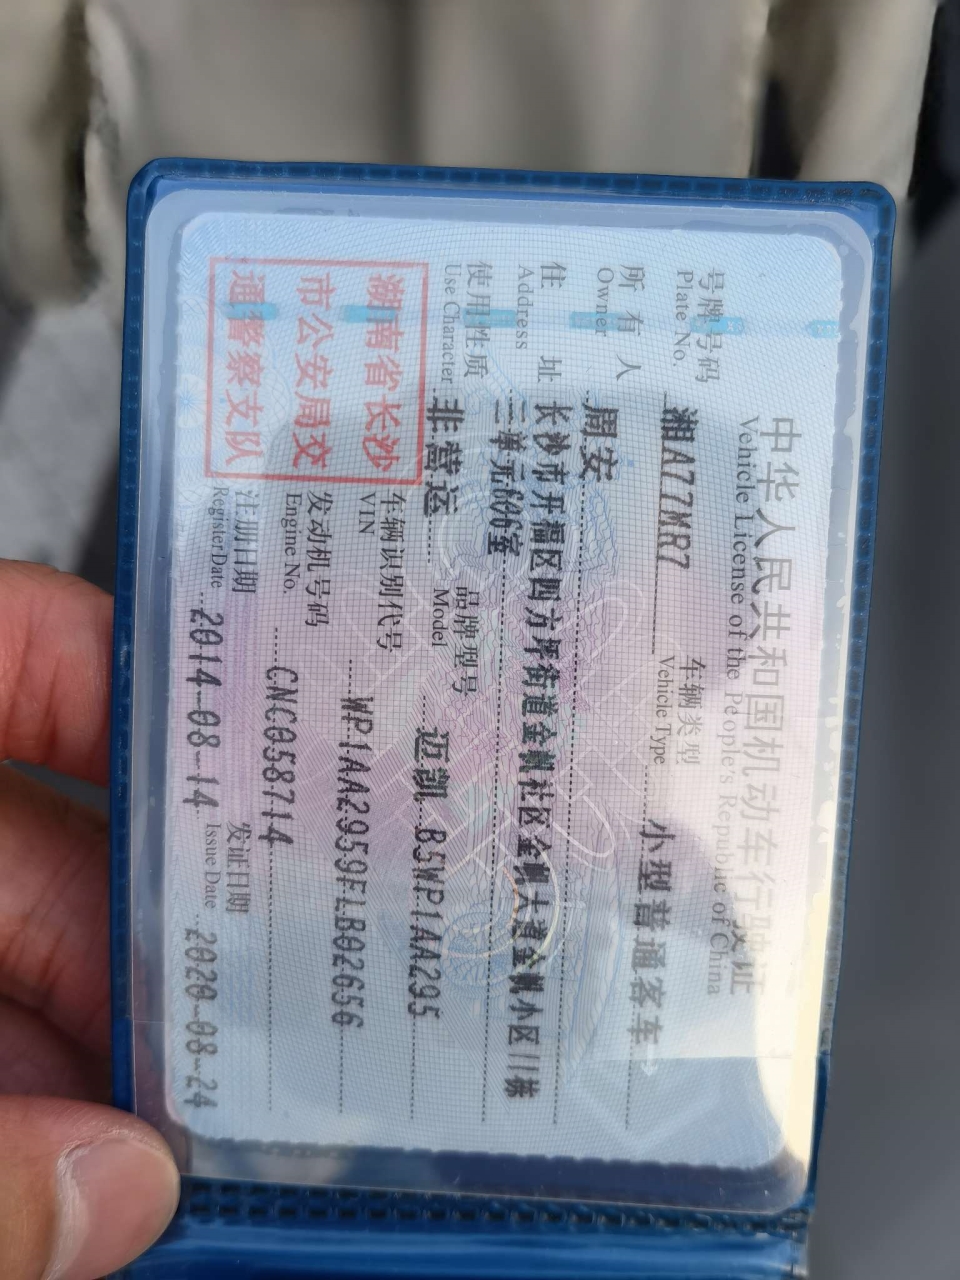 中华人民共和国机动车行驶证
Vehicle License of the People's Republic of China
号牌号码 湘A77MR7 车辆类型 小型普通客车
Plate No. Vehicle Type
所有人 周安
Owner
住址 长沙市开福区四方坪街道金帆社区金帆大道金帆小区11栋
Address 二单元606室
使用性质 非营运 品牌型号 迈凯 B5WP1AA295
Use Character Model
湖南省长沙
市公安局交
通警察支队
车辆识别代号 WP1AA2959ELB02656
VIN
发动机号码 CNC058714
Engine No.
注册日期 2014-08-14 发证日期 2020-08-24
Register Date Issue Date